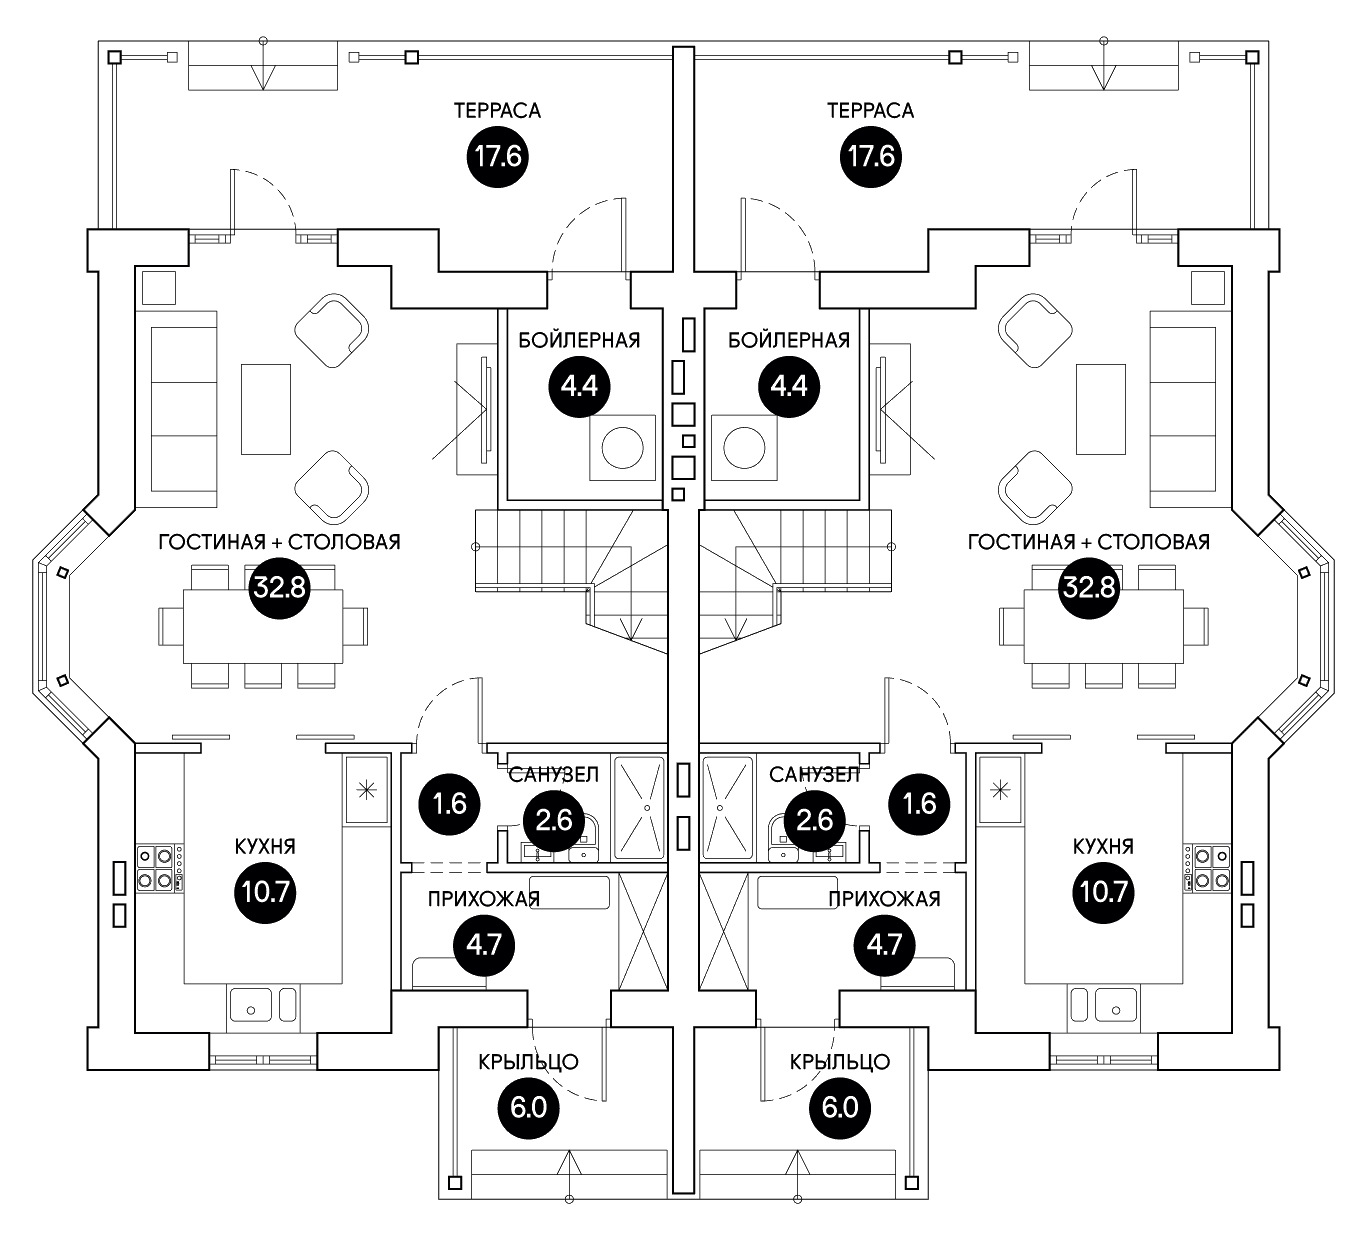 ТЕРРАСА
17.6
ТЕРРАСА
17.6
БОЙЛЕРНАЯ
4.4
БОЙЛЕРНАЯ
4.4
ГОСТИНАЯ + СТОЛОВАЯ
32.8
ГОСТИНАЯ + СТОЛОВАЯ
32.8
1.6
САНУЗЕЛ
2.6
САНУЗЕЛ
2.6
1.6
КУХНЯ
10.7
КУХНЯ
10.7
ПРИХОЖАЯ
4.7
ПРИХОЖАЯ
4.7
КРЫЛЬЦО
6.0
КРЫЛЬЦО
6.0